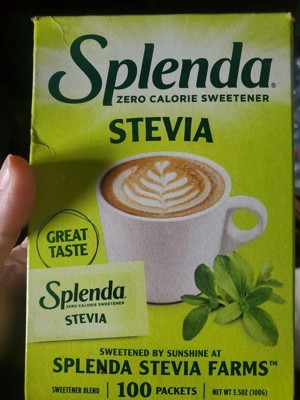 Splenda®
ZERO CALORIE SWEETENER
STEVIA
GREAT
TASTE
Splenda
ZERO CALORIE SWEETENER
STEVIA
SWEETENED BY SUNSHINE AT
SPLENDA STEVIA FARMS™
SWEETENER BLEND | 100 PACKETS | NET WT 3.5OZ (100g)